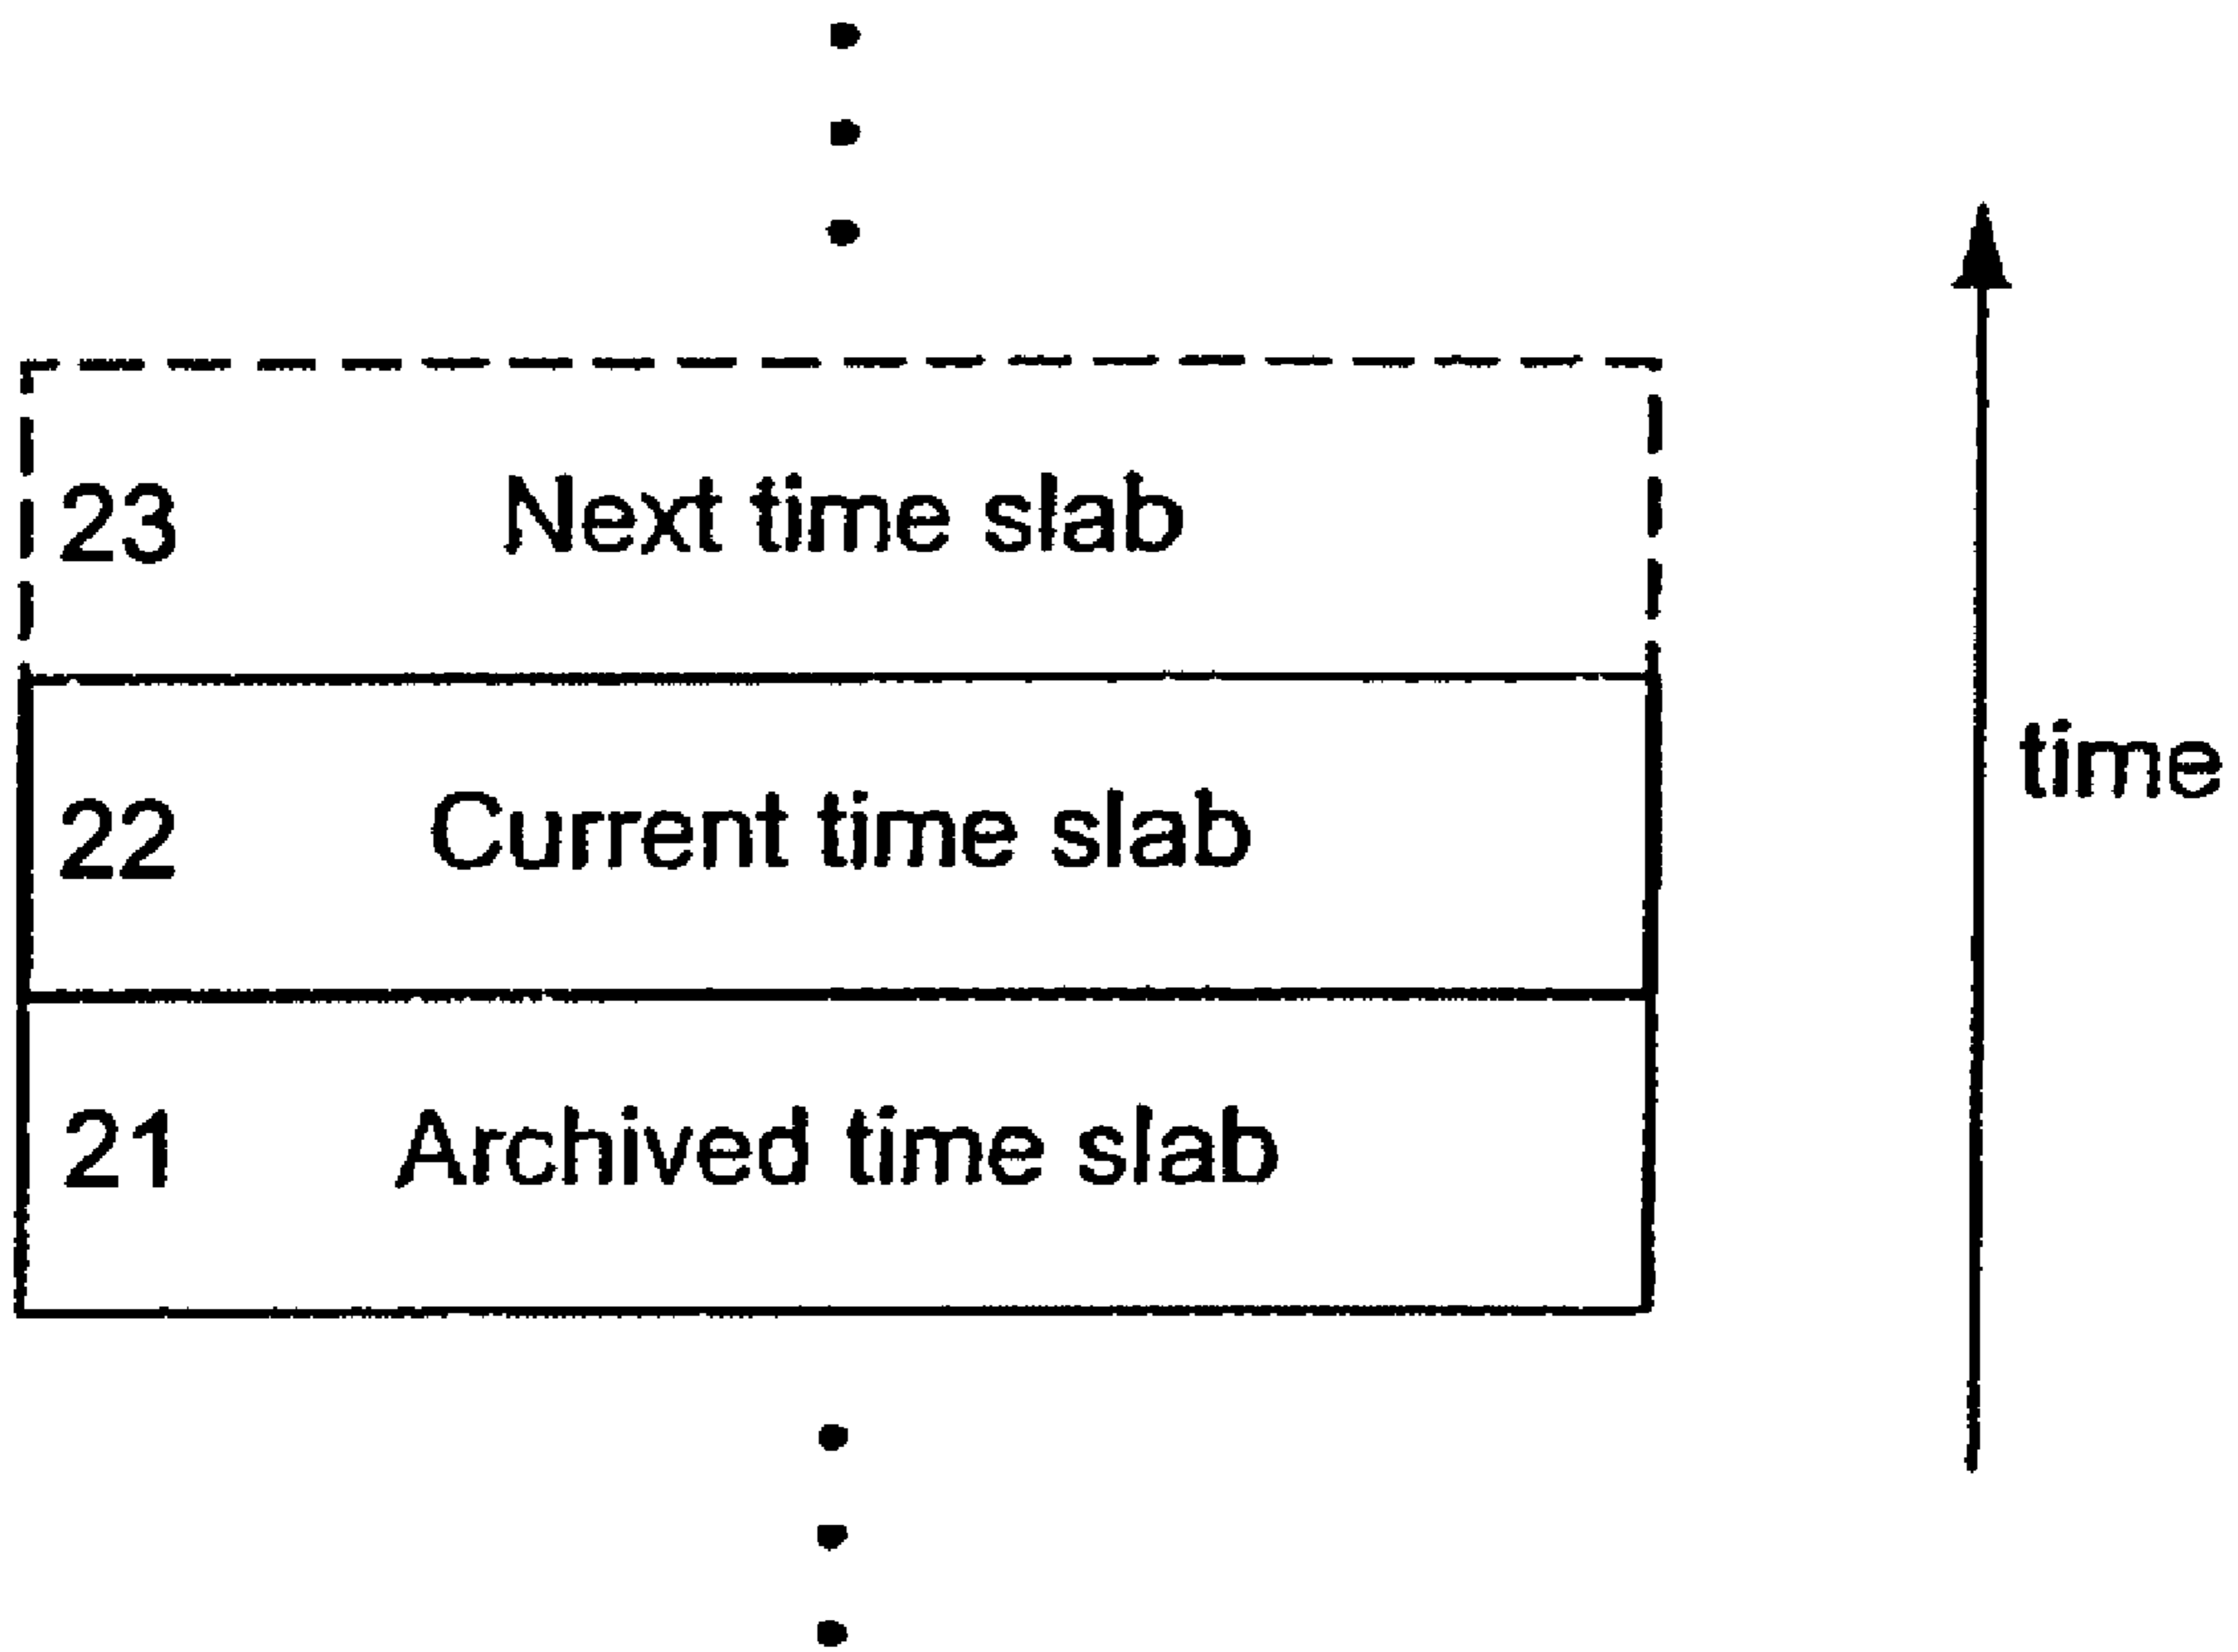 23 Next time slab
22 Current time slab
time
21 Archived time slab